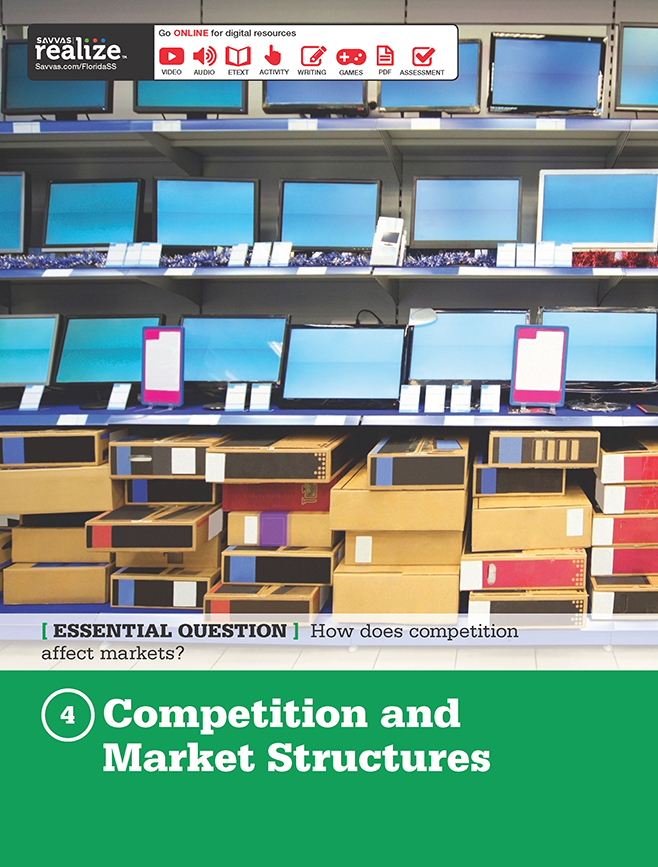 SAVVAS
realize™
Savvas.com/FloridaSS
Go ONLINE for digital resources
VIDEO AUDIO ETEXT ACTIVITY WRITING GAMES PDF ASSESSMENT
[ ESSENTIAL QUESTION ] How does competition
affect markets?
4 Competition and
Market Structures